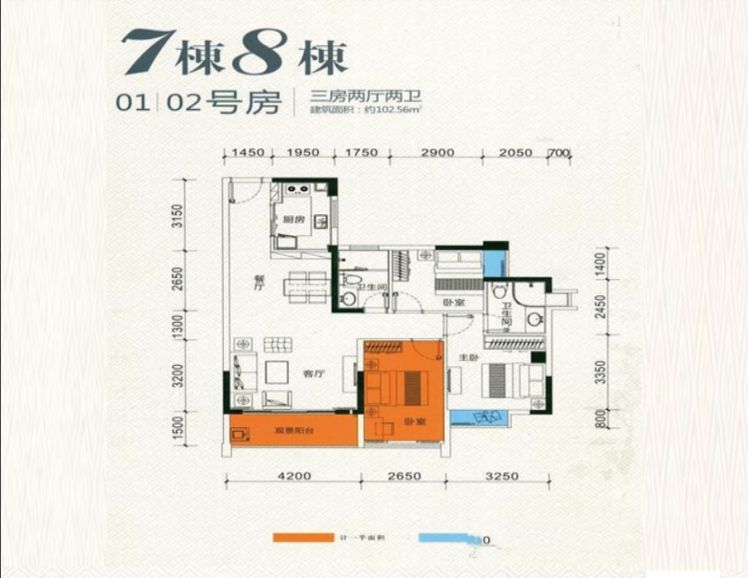 7棟8棟
01|02号房
三房两厅两卫
建筑面积：约102.56㎡
1450 1950 1750 2900 2050 700
3150
2650
1300
3200
1500
1400
2450
3350
800
厨房
餐厅
卫生间
卧室
卫生间
客厅
主卧
卧室
观景阳台
4200 2650 3250
计一半面积
0